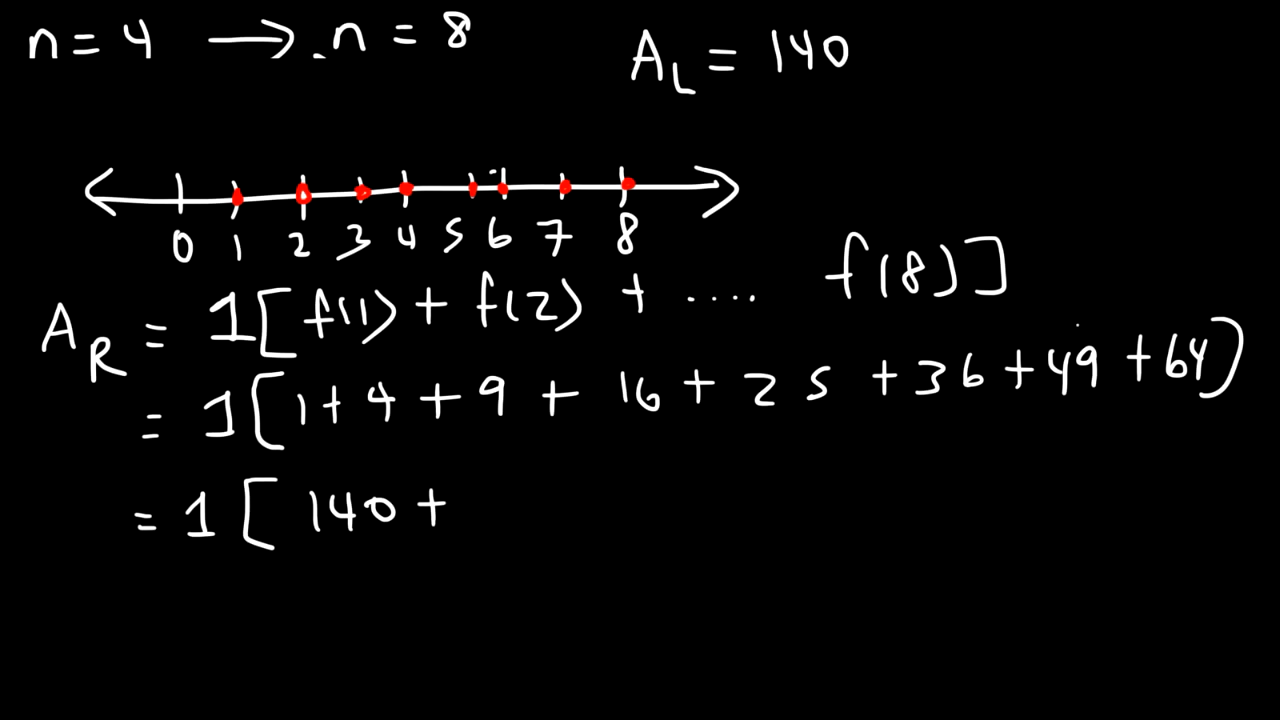 n = 4 → .n = 8
A_L = 140
0 1 2 3 4 5 6 7 8
A_R = 1[f(1) + f(2) + .... f(8)]
= 1[1 + 4 + 9 + 16 + 25 + 36 + 49 + 64]
= 1[140 +